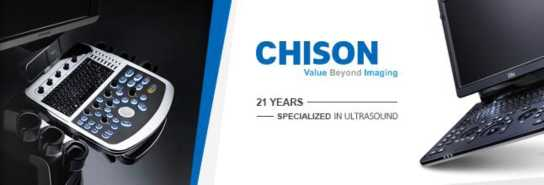 CHISON
Value Beyond Imaging
21 YEARS
SPECIALIZED IN ULTRASOUND